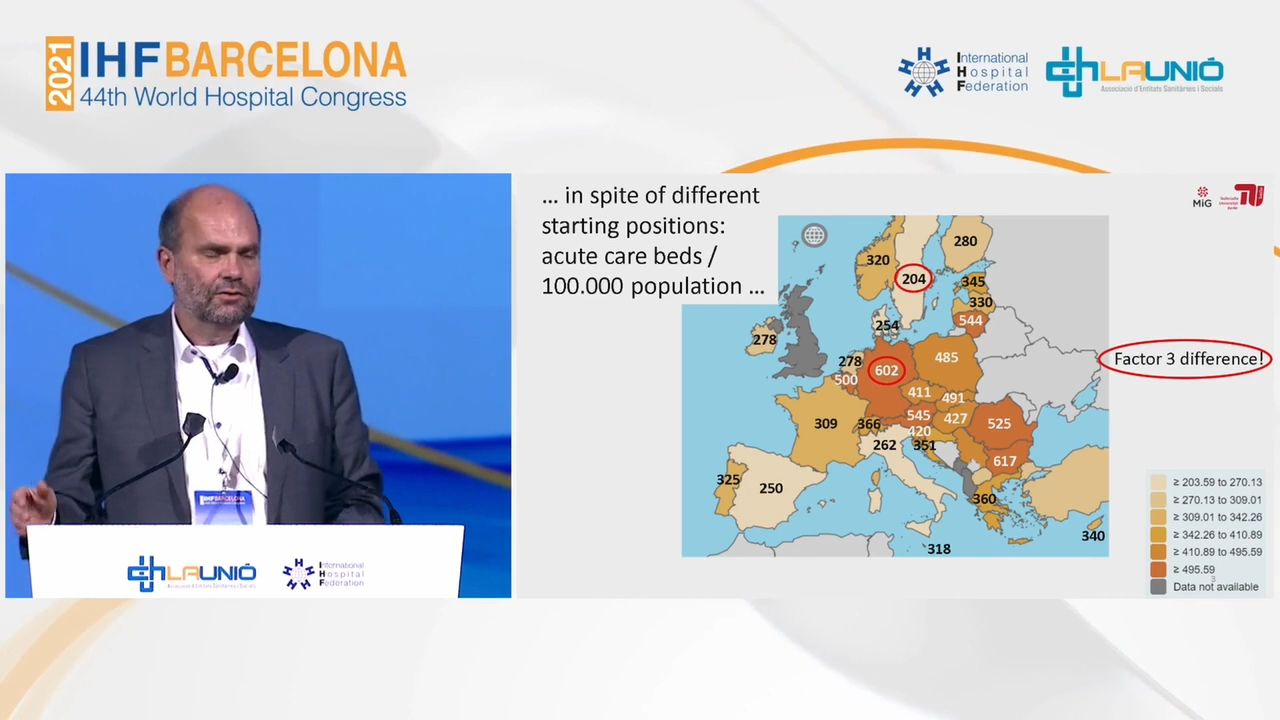 2021
IHFBARCELONA
44th World Hospital Congress
International
Hospital
Federation
LAUNIÓ
Associació d'Entitats Sanitàries i Socials
... in spite of different
starting positions:
acute care beds /
100.000 population ...
MiG
280
320
204
345
330
544
254
278
278
602
485
500
411
491
545
427
420
525
309
366
262
351
617
325
250
360
340
318
Factor 3 difference!
≥ 203.59 to 270.13
≥ 270.13 to 309.01
≥ 309.01 to 342.26
≥ 342.26 to 410.89
≥ 410.89 to 495.59
≥ 495.59
3
Data not available
IHFBARCELONA
LAUNIÓ
International
Hospital
Federation